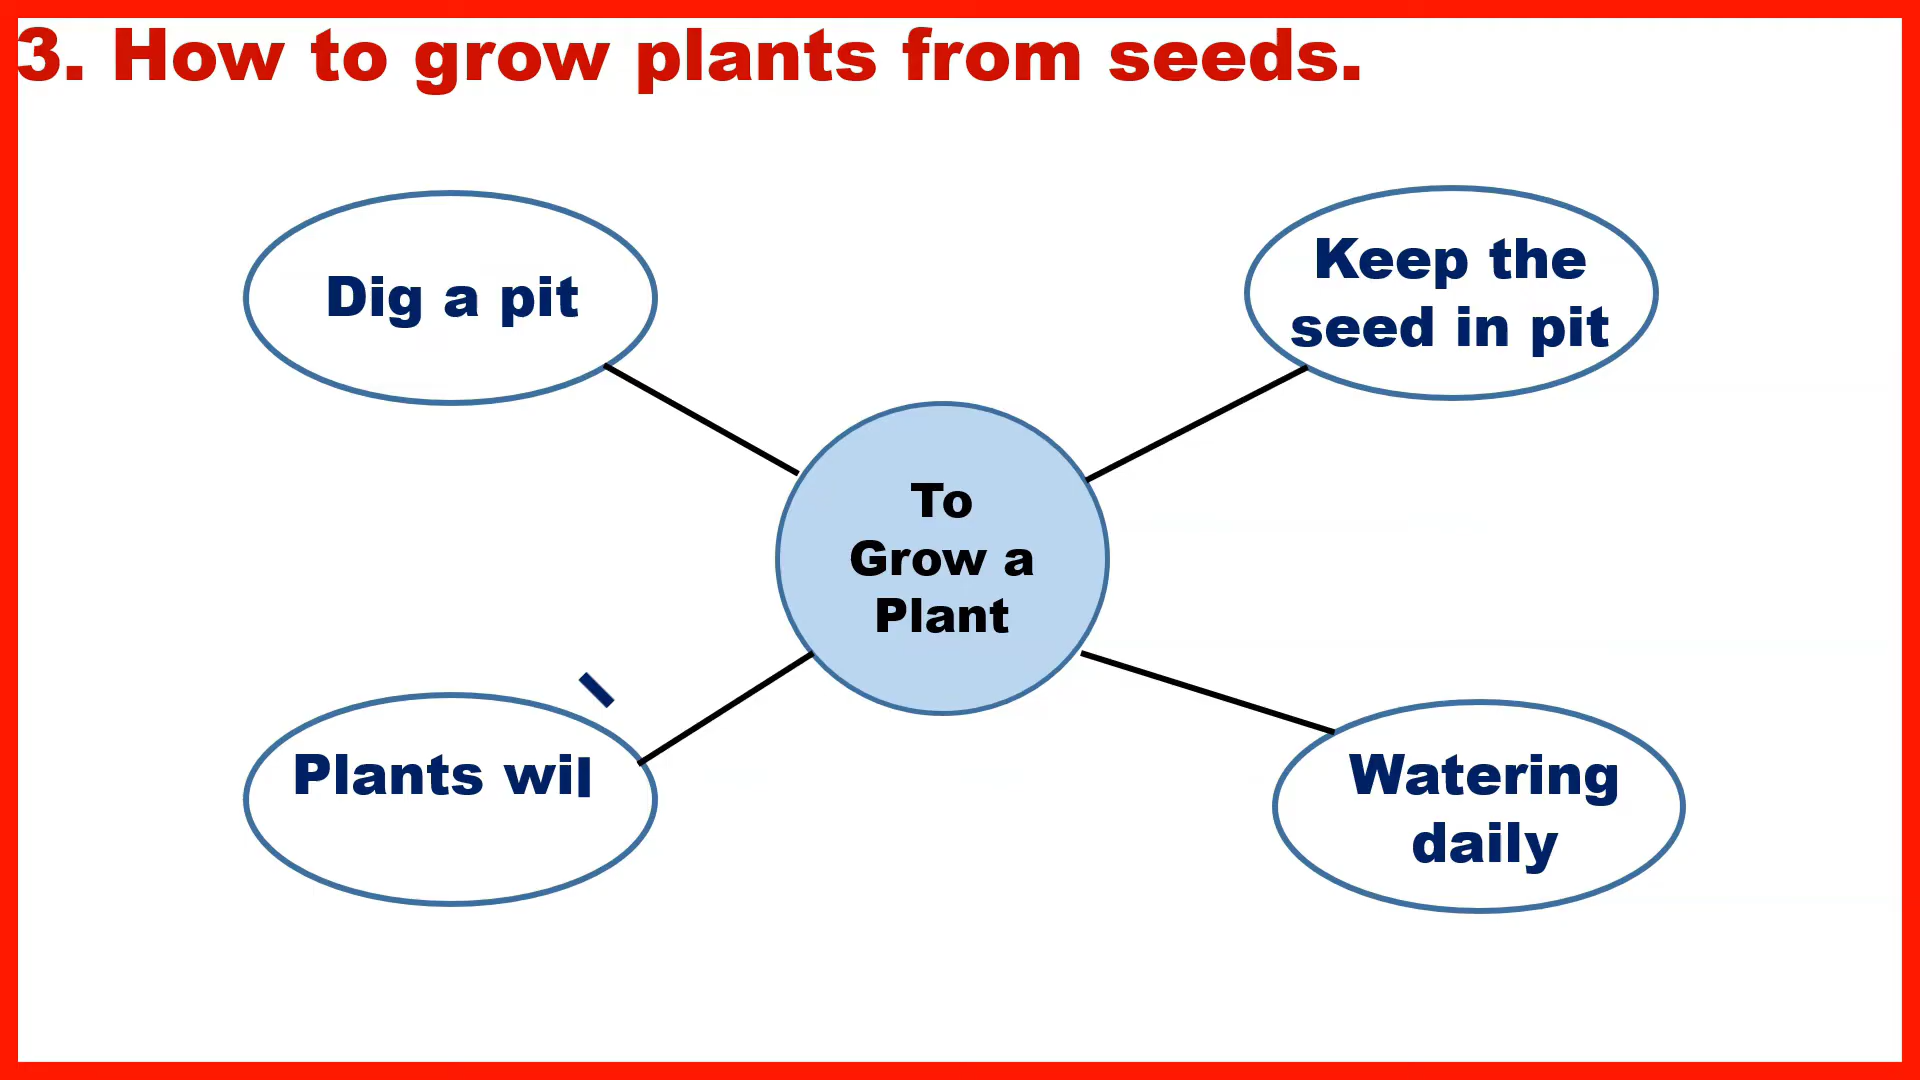 3. How to grow plants from seeds.
Dig a pit
Keep the
seed in pit
To
Grow a
Plant
Plants wil
Watering
daily